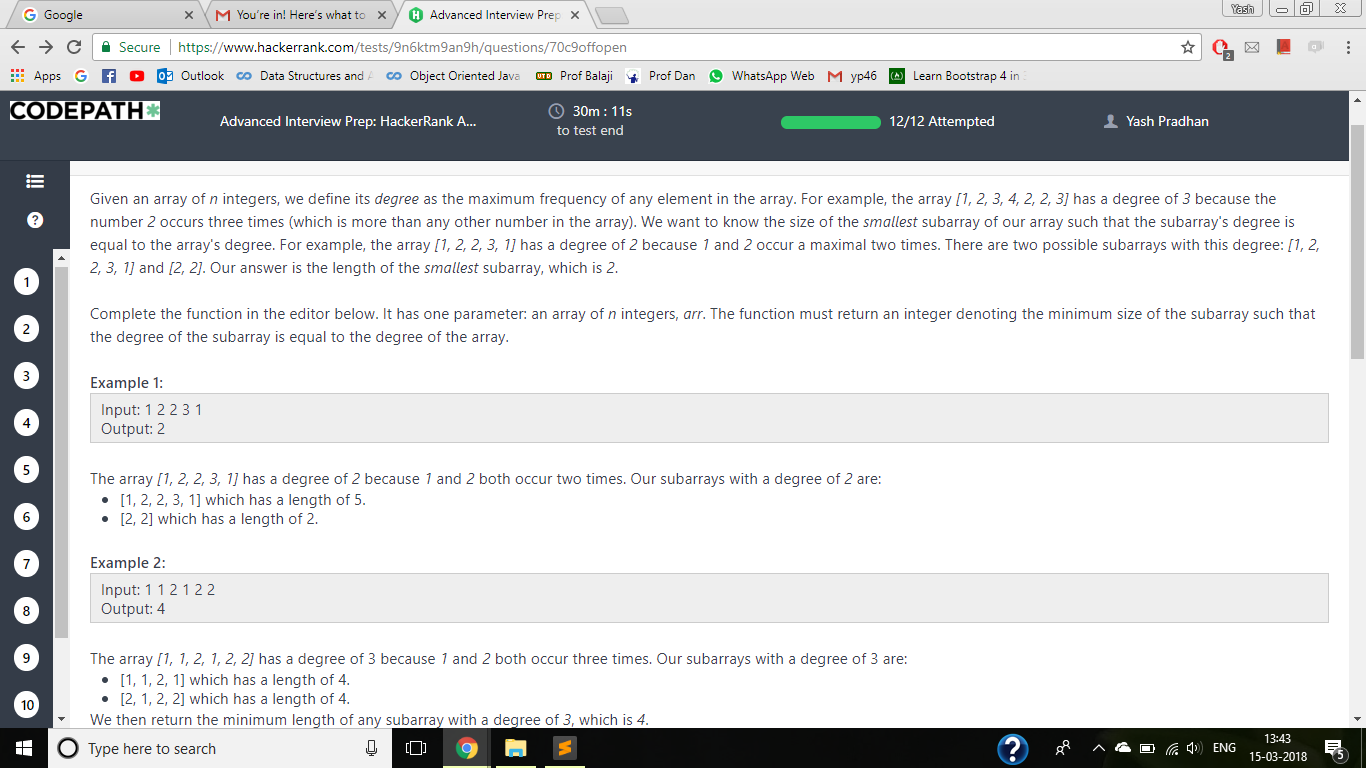 Google
You're in! Here's what to
Advanced Interview Prep
Yash
Secure
https://www.hackerrank.com/tests/9n6ktm9an9h/questions/70c9offopen
2
Apps
Outlook
Data Structures and
Object Oriented Java
UTD
Prof Balaji
Prof Dan
WhatsApp Web
yp46
Learn Bootstrap 4 in
CODEPATH*
Advanced Interview Prep: HackerRank A...
30m : 11s
to test end
12/12 Attempted
Yash Pradhan
?
1
2
3
4
5
6
7
8
9
10
Given an array of n integers, we define its degree as the maximum frequency of any element in the array. For example, the array [1, 2, 3, 4, 2, 2, 3] has a degree of 3 because the
number 2 occurs three times (which is more than any other number in the array). We want to know the size of the smallest subarray of our array such that the subarray's degree is
equal to the array's degree. For example, the array [1, 2, 2, 3, 1] has a degree of 2 because 1 and 2 occur a maximal two times. There are two possible subarrays with this degree: [1, 2,
2, 3, 1] and [2, 2]. Our answer is the length of the smallest subarray, which is 2.
Complete the function in the editor below. It has one parameter: an array of n integers, arr. The function must return an integer denoting the minimum size of the subarray such that
the degree of the subarray is equal to the degree of the array.
Example 1:
Input: 1 2 2 3 1
Output: 2
The array [1, 2, 2, 3, 1] has a degree of 2 because 1 and 2 both occur two times. Our subarrays with a degree of 2 are:
• [1, 2, 2, 3, 1] which has a length of 5.
• [2, 2] which has a length of 2.
Example 2:
Input: 1 1 2 1 2 2
Output: 4
The array [1, 1, 2, 1, 2, 2] has a degree of 3 because 1 and 2 both occur three times. Our subarrays with a degree of 3 are:
• [1, 1, 2, 1] which has a length of 4.
• [2, 1, 2, 2] which has a length of 4.
We then return the minimum length of any subarray with a degree of 3, which is 4.
Type here to search
?
ENG
13:43
15-03-2018
5